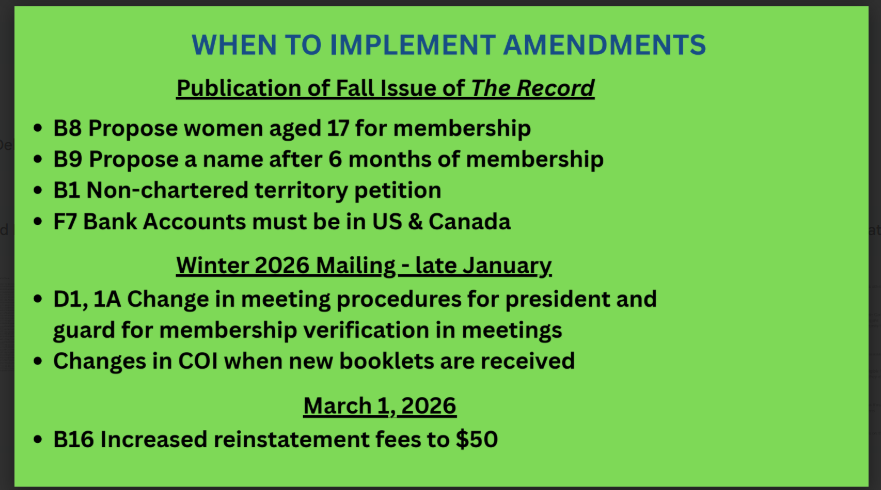 WHEN TO IMPLEMENT AMENDMENTS
Publication of Fall Issue of The Record
• B8 Propose women aged 17 for membership
• B9 Propose a name after 6 months of membership
• B1 Non-chartered territory petition
• F7 Bank Accounts must be in US & Canada
Winter 2026 Mailing - late January
• D1, 1A Change in meeting procedures for president and
guard for membership verification in meetings
• Changes in COI when new booklets are received
March 1, 2026
• B16 Increased reinstatement fees to $50